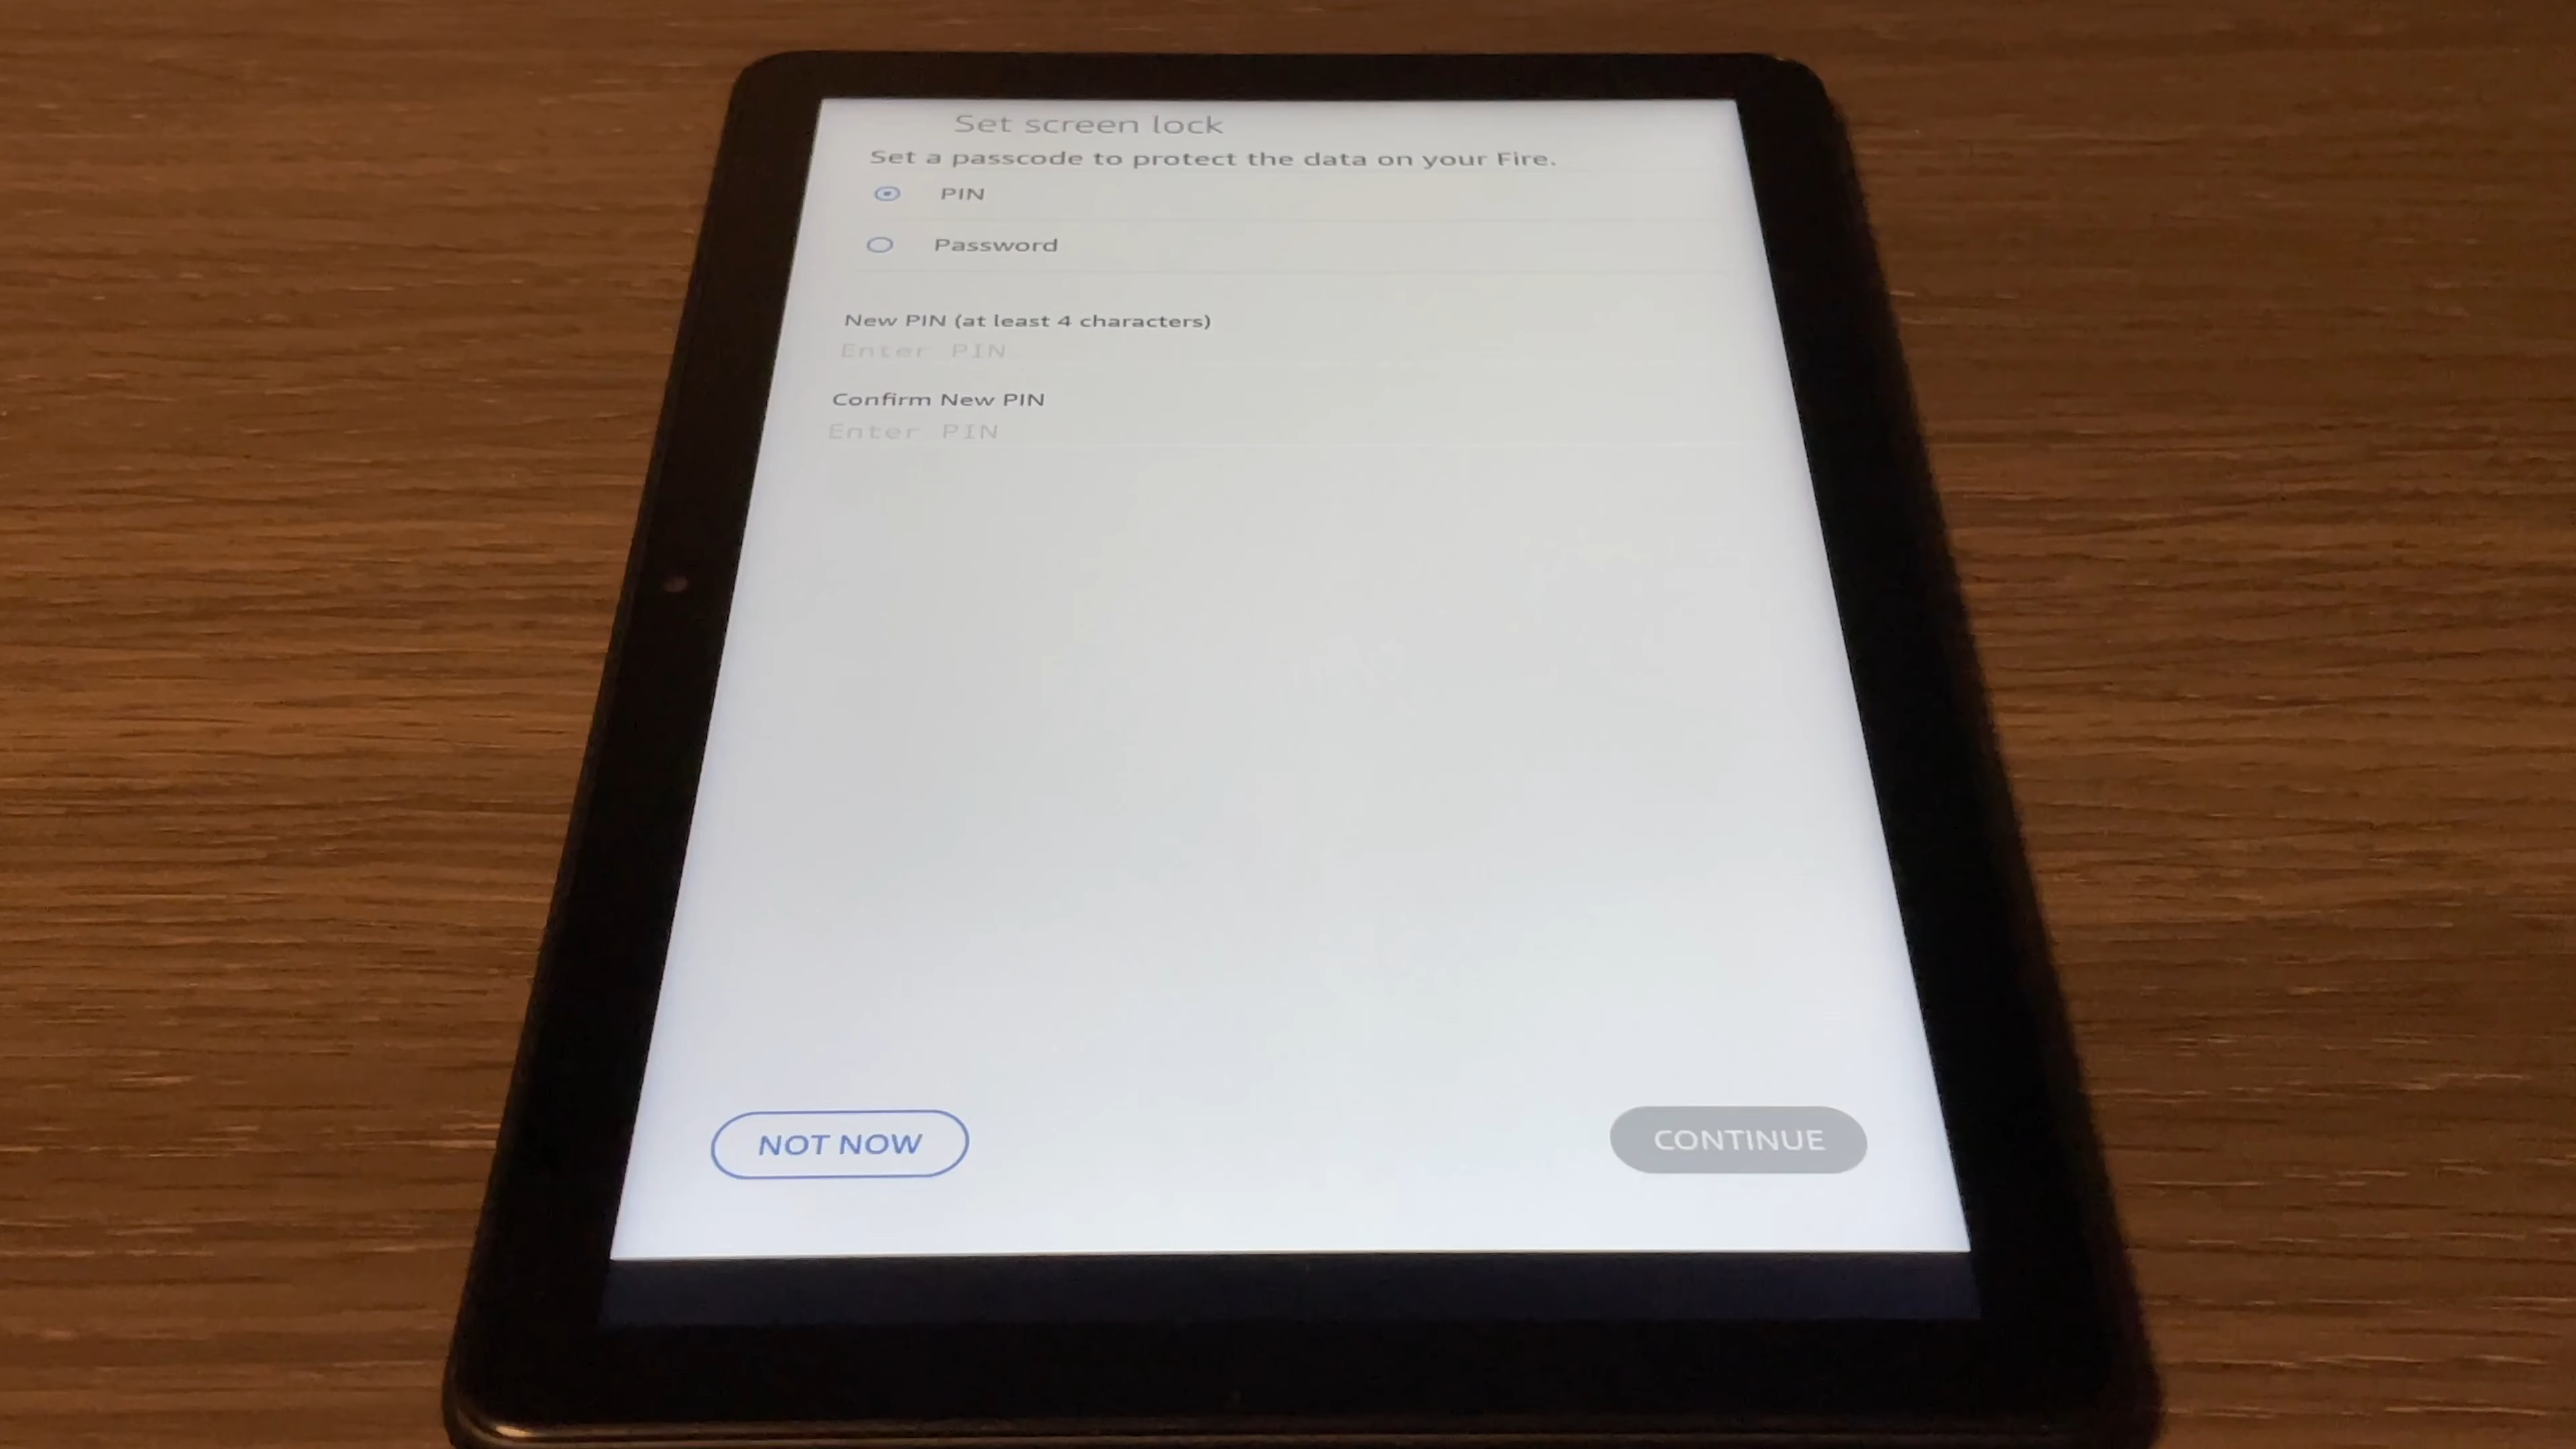 Set screen lock
Set a passcode to protect the data on your Fire.
PIN
Password
New PIN (at least 4 characters)
Enter PIN
Confirm New PIN
Enter PIN
NOT NOW
CONTINUE